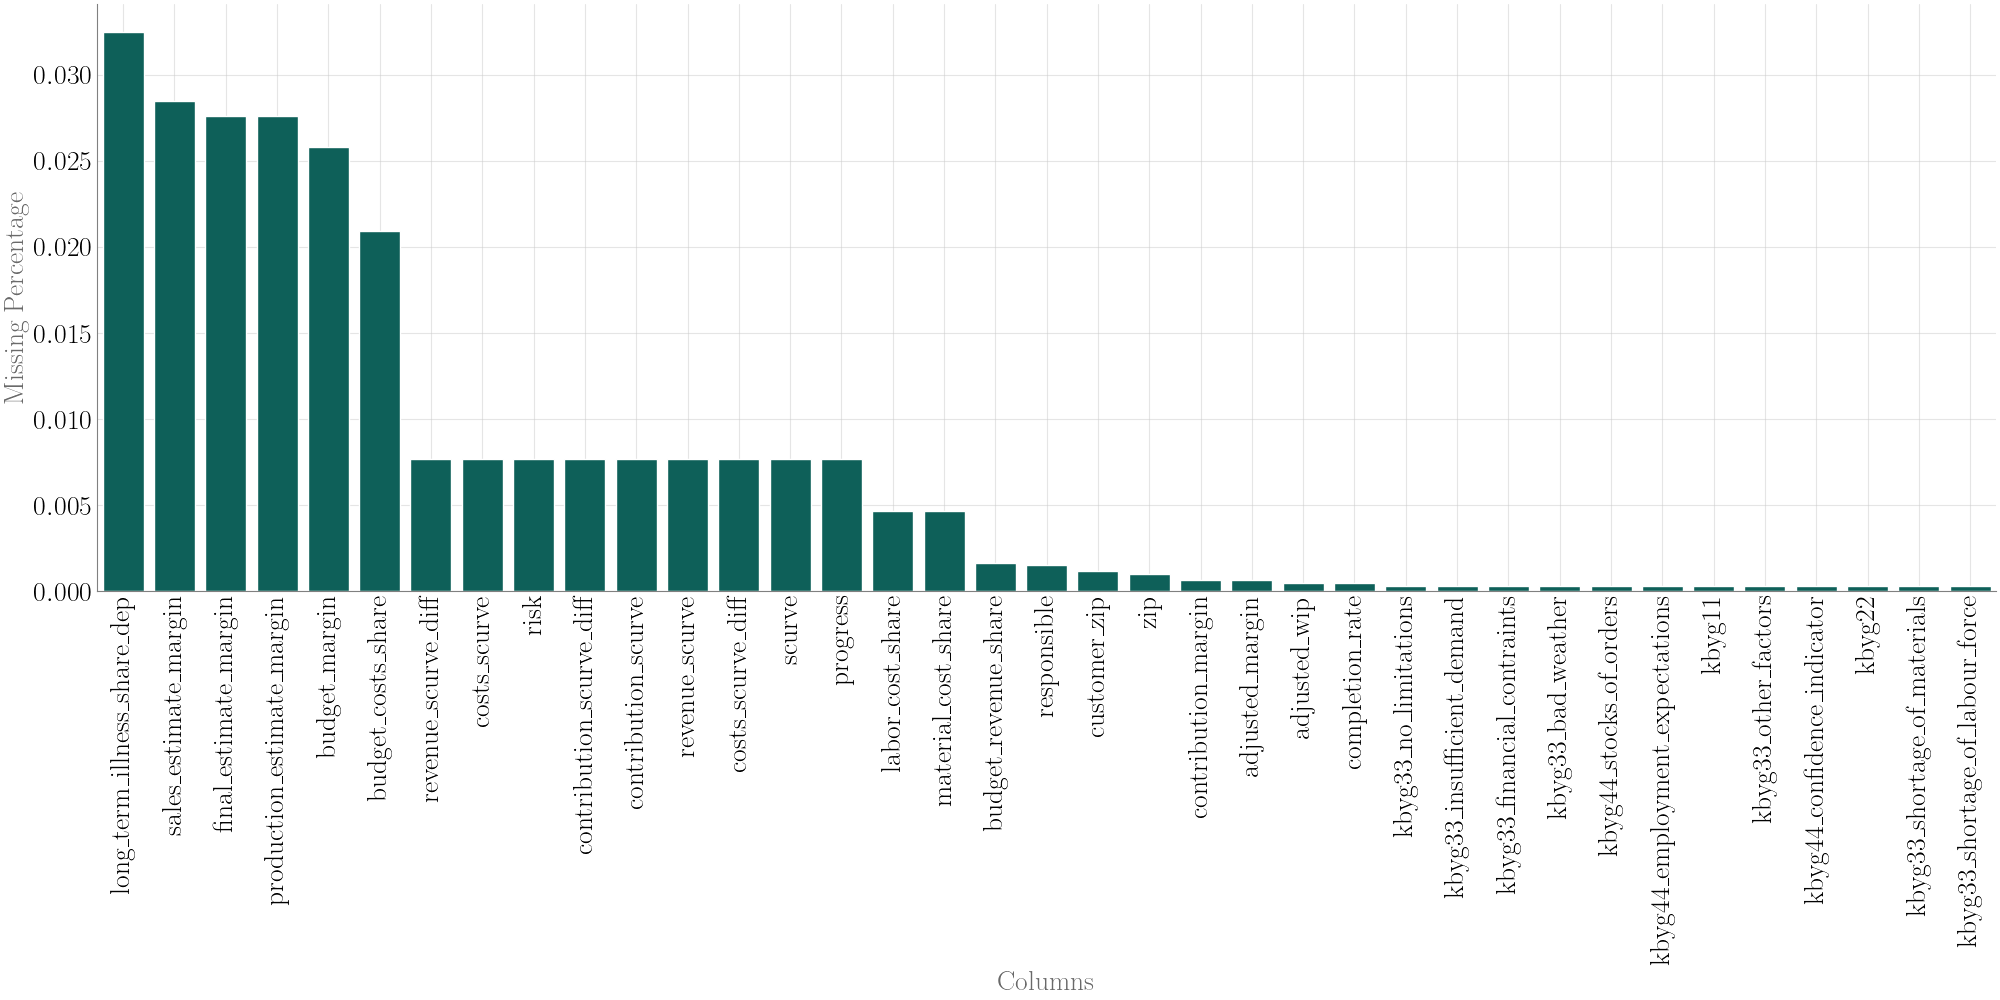 0.030
0.025
0.020
0.015
0.010
0.005
0.000
Missing Percentage
long_term_illness_share_dep
sales_estimate_margin
final_estimate_margin
production_estimate_margin
budget_margin
budget_costs_share
revenue_scurve_diff
costs_scurve
risk
contribution_scurve_diff
contribution_scurve
revenue_scurve
costs_scurve_diff
scurve
progress
labor_cost_share
material_cost_share
budget_revenue_share
responsible
customer_zip
zip
contribution_margin
adjusted_margin
adjusted_wip
completion_rate
kbyg33_no_limitations
kbyg33_insufficient_demand
kbyg33_financial_contraints
kbyg33_bad_weather
kbyg44_stocks_of_orders
kbyg44_employment_expectations
kbyg11
kbyg33_other_factors
kbyg44_confidence_indicator
kbyg22
kbyg33_shortage_of_materials
kbyg33_shortage_of_labour_force
Columns